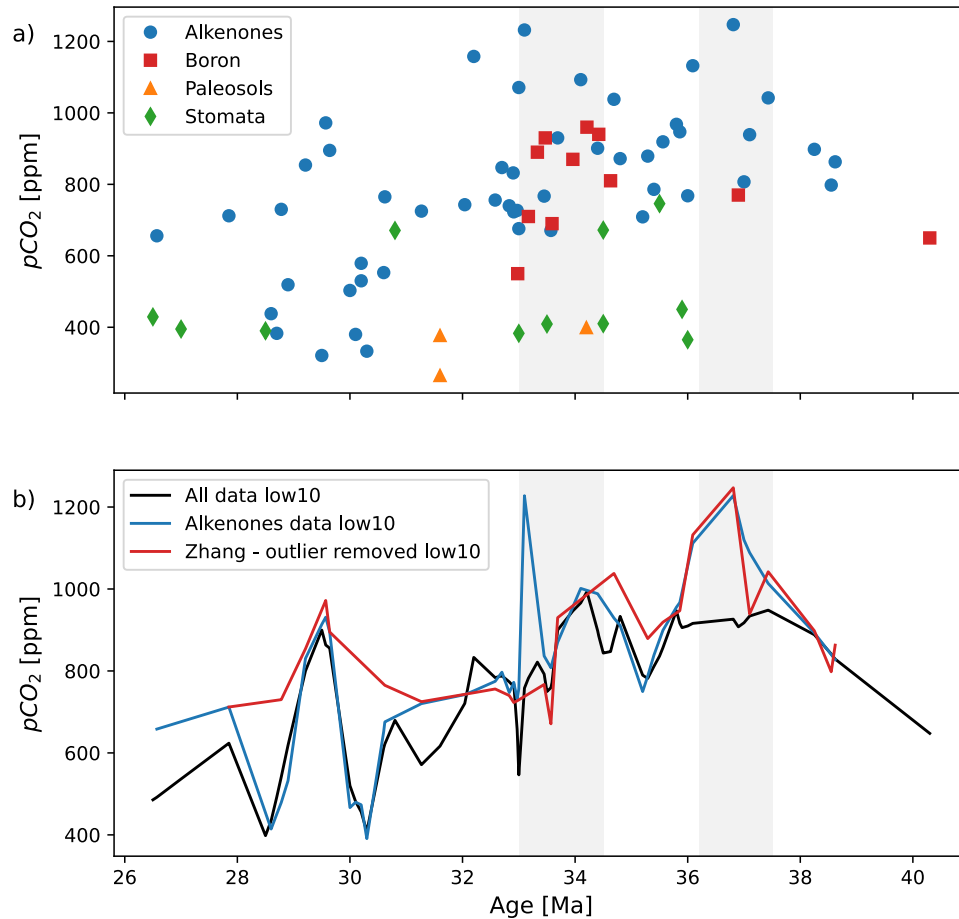 a)
1200
1000
800
600
400
pCO2 [ppm]
Alkenones
Boron
Paleosols
Stomata
b)
1200
1000
800
600
400
pCO2 [ppm]
All data low10
Alkenones data low10
Zhang - outlier removed low10
26 28 30 32 34 36 38 40
Age [Ma]